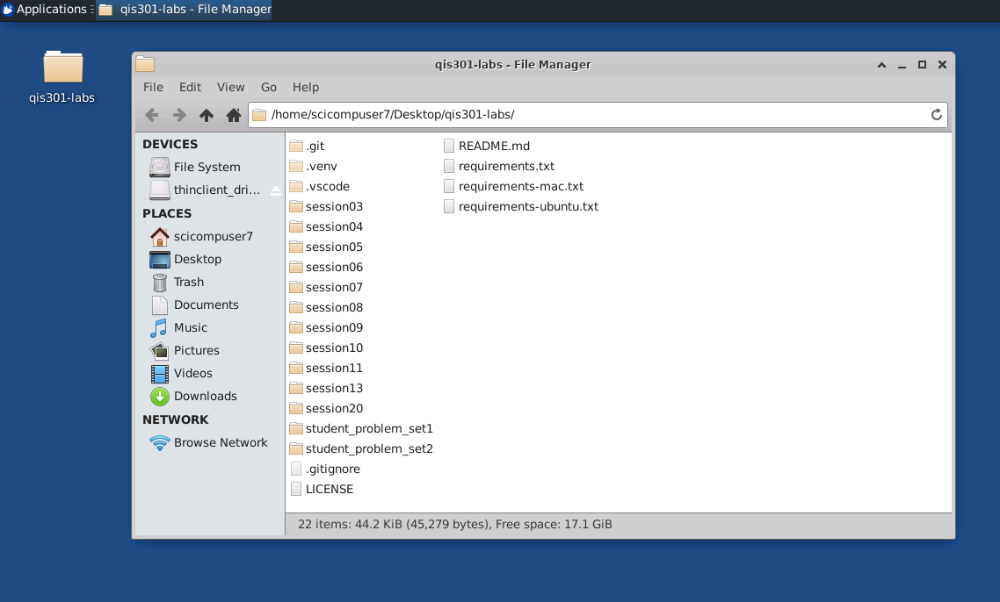 Applications
qis301-labs - File Manager
qis301-labs
qis301-labs - File Manager
File Edit View Go Help
/home/scicompuser7/Desktop/qis301-labs/
DEVICES
File System
thinclient_dri...
PLACES
scicompuser7
Desktop
Trash
Documents
Music
Pictures
Videos
Downloads
NETWORK
Browse Network
.git
.venv
.vscode
session03
session04
session05
session06
session07
session08
session09
session10
session11
session13
session20
student_problem_set1
student_problem_set2
.gitignore
LICENSE
README.md
requirements.txt
requirements-mac.txt
requirements-ubuntu.txt
22 items: 44.2 KiB (45,279 bytes), Free space: 17.1 GiB